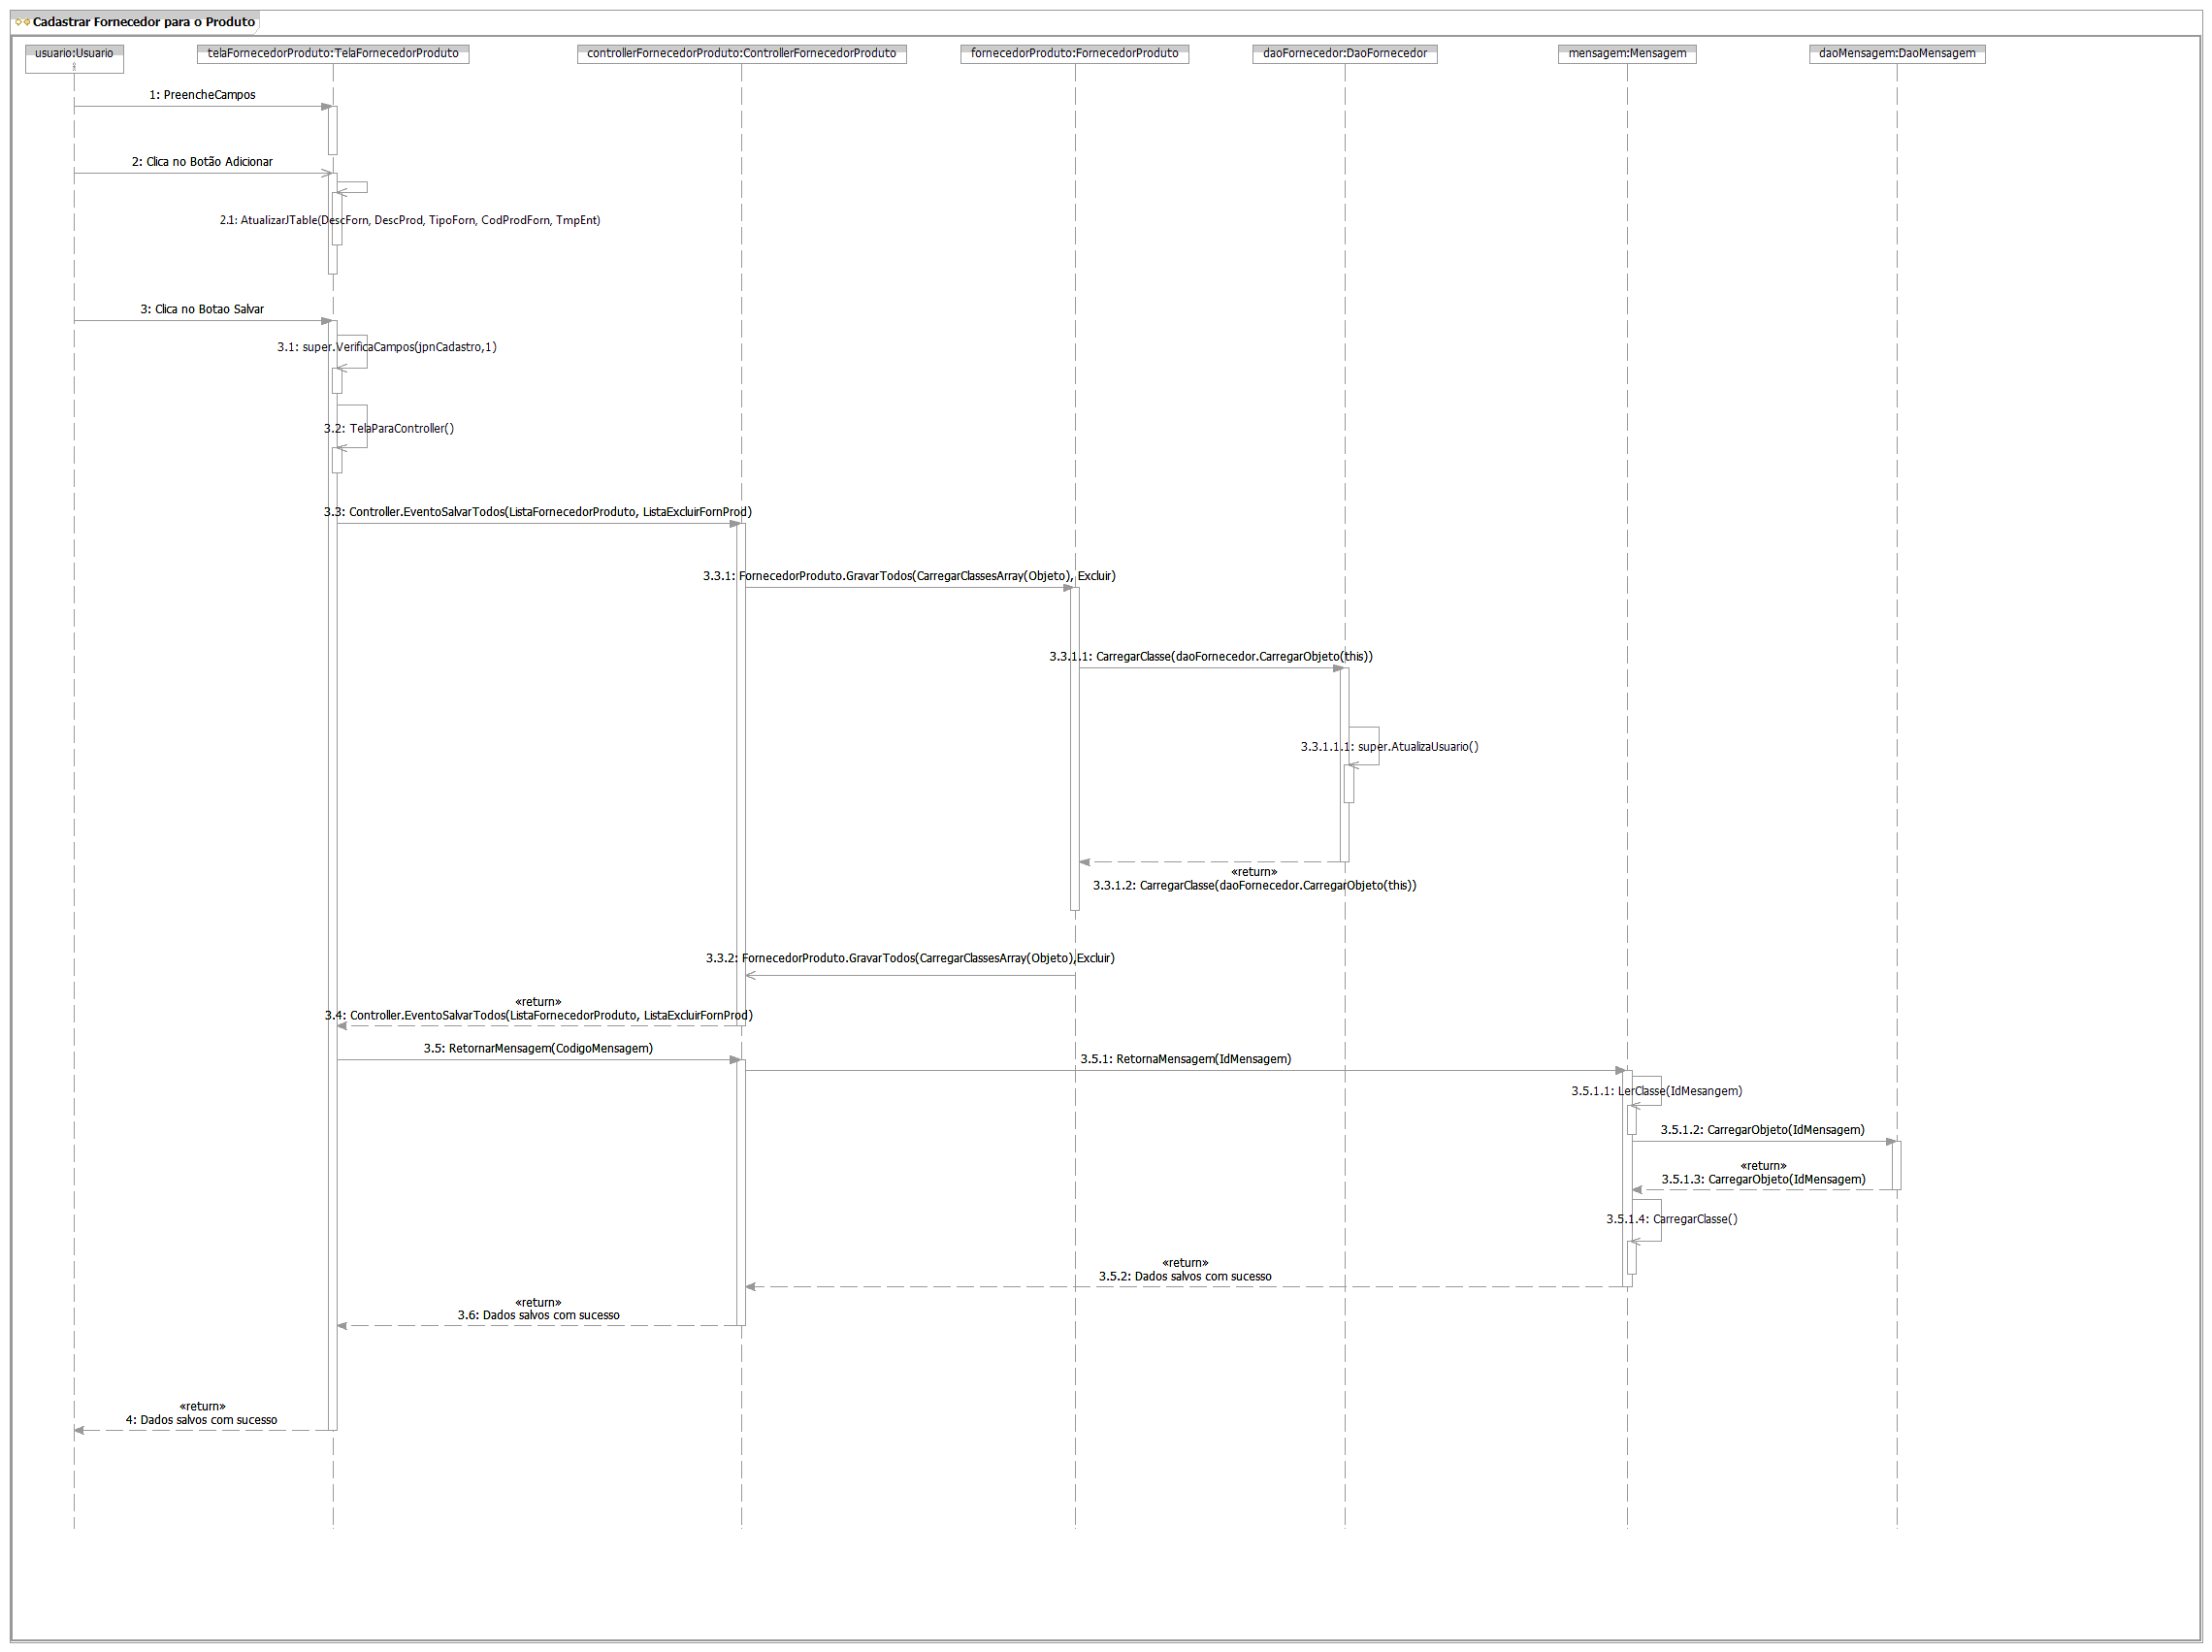 Cadastrar Fornecedor para o Produto
usuario:Usuario
telaFornecedorProduto:TelaFornecedorProduto
controllerFornecedorProduto:ControllerFornecedorProduto
fornecedorProduto:FornecedorProduto
daoFornecedor:DaoFornecedor
mensagem:Mensagem
daoMensagem:DaoMensagem
1: PreencheCampos
2: Clica no Botão Adicionar
2.1: AtualizarJTable(DescForn, DescProd, TipoForn, CodProdForn, TmpEnt)
3: Clica no Botao Salvar
3.1: super.VerificaCampos(jpnCadastro,1)
3.2: TelaParaController()
3.3: Controller.EventoSalvarTodos(ListaFornecedorProduto, ListaExcluirFornProd)
3.3.1: FornecedorProduto.GravarTodos(CarregarClassesArray(Objeto), Excluir)
3.3.1.1: CarregarClasse(daoFornecedor.CarregarObjeto(this))
3.3.1.1.1: super.AtualizaUsuario()
«return»
3.3.1.2: CarregarClasse(daoFornecedor.CarregarObjeto(this))
3.3.2: FornecedorProduto.GravarTodos(CarregarClassesArray(Objeto),Excluir)
«return»
3.4: Controller.EventoSalvarTodos(ListaFornecedorProduto, ListaExcluirFornProd)
3.5: RetornarMensagem(CodigoMensagem)
3.5.1: RetornaMensagem(IdMensagem)
3.5.1.1: LerClasse(IdMesangem)
3.5.1.2: CarregarObjeto(IdMensagem)
«return»
3.5.1.3: CarregarObjeto(IdMensagem)
3.5.1.4: CarregarClasse()
«return»
3.5.2: Dados salvos com sucesso
«return»
3.6: Dados salvos com sucesso
«return»
4: Dados salvos com sucesso